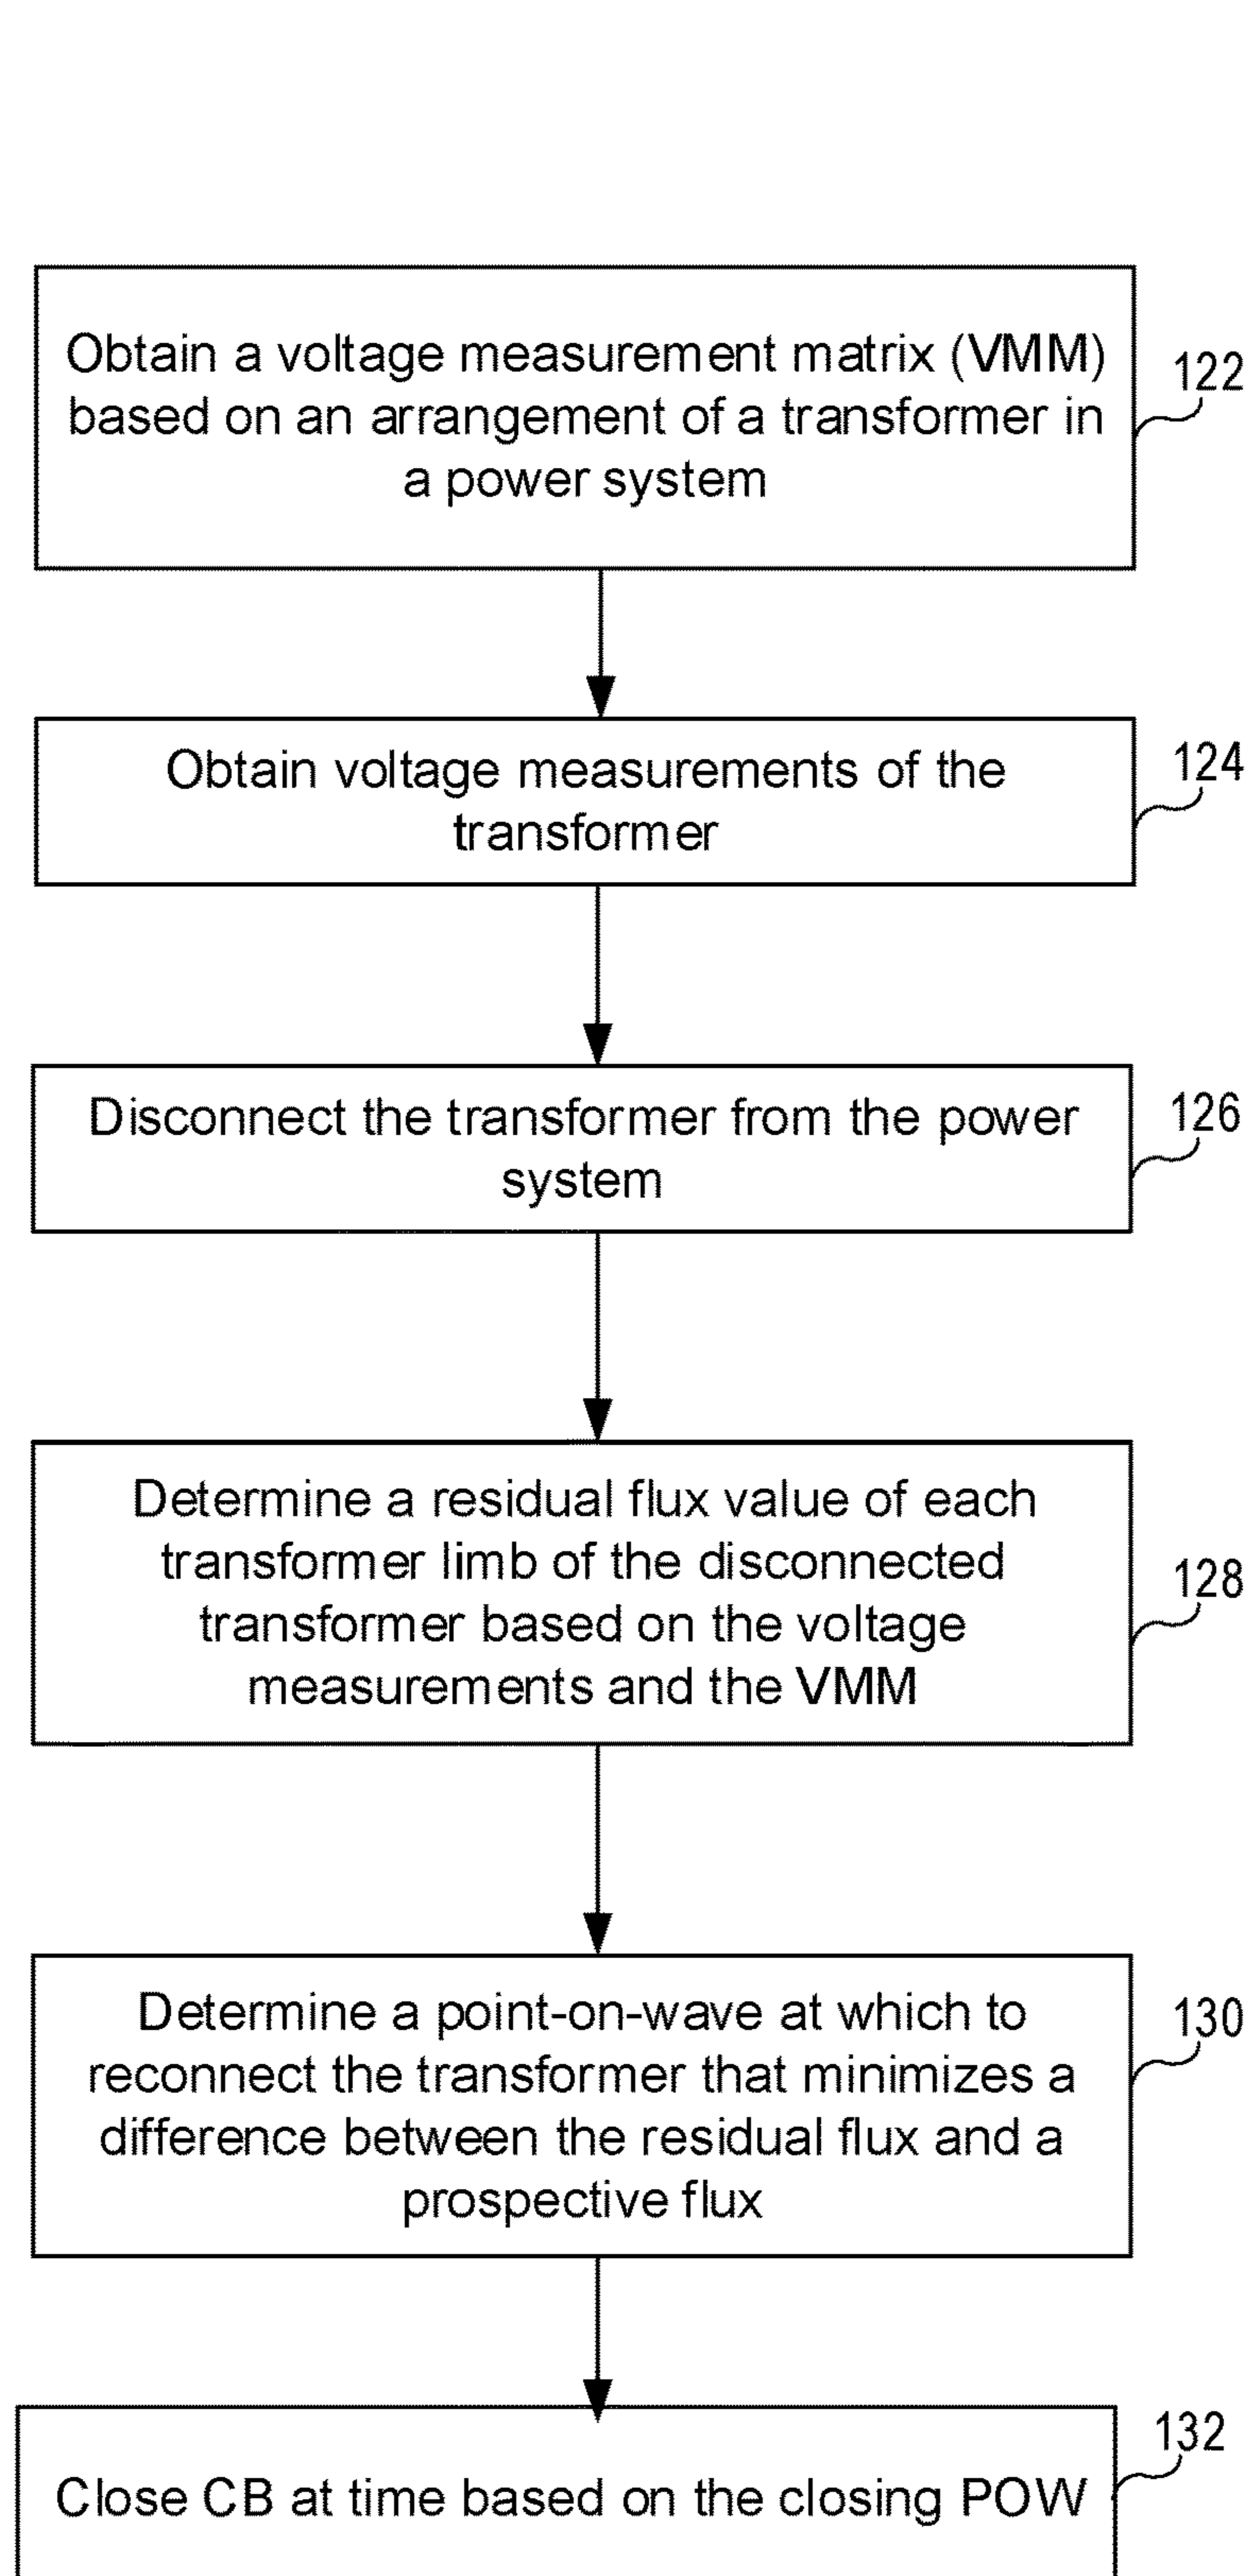 Obtain a voltage measurement matrix (VMM)
based on an arrangement of a transformer in
a power system
122
Obtain voltage measurements of the
transformer
124
Disconnect the transformer from the power
system
126
Determine a residual flux value of each
transformer limb of the disconnected
transformer based on the voltage
measurements and the VMM
128
Determine a point-on-wave at which to
reconnect the transformer that minimizes a
difference between the residual flux and a
prospective flux
130
Close CB at time based on the closing POW
132